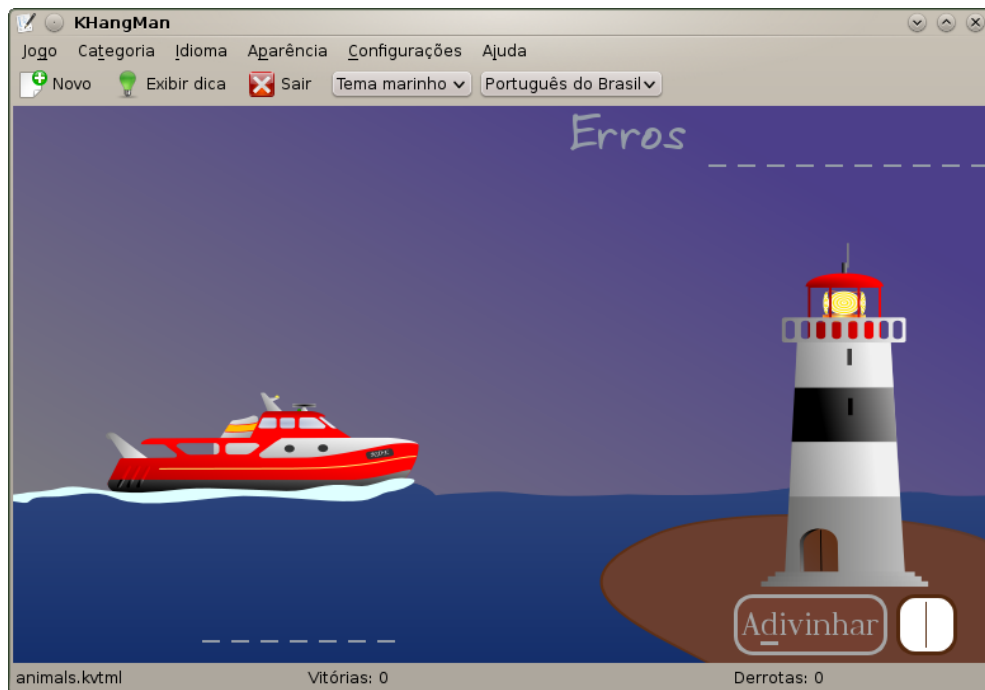 KHangMan
Jogo Categoria Idioma Aparência Configurações Ajuda
Novo Exibir dica Sair Tema marinho Português do Brasil
Erros
_ _ _ _ _ _ _ _ _ _
Adivinhar
_ _ _ _ _ _ _
animals.kvtml Vitórias: 0 Derrotas: 0